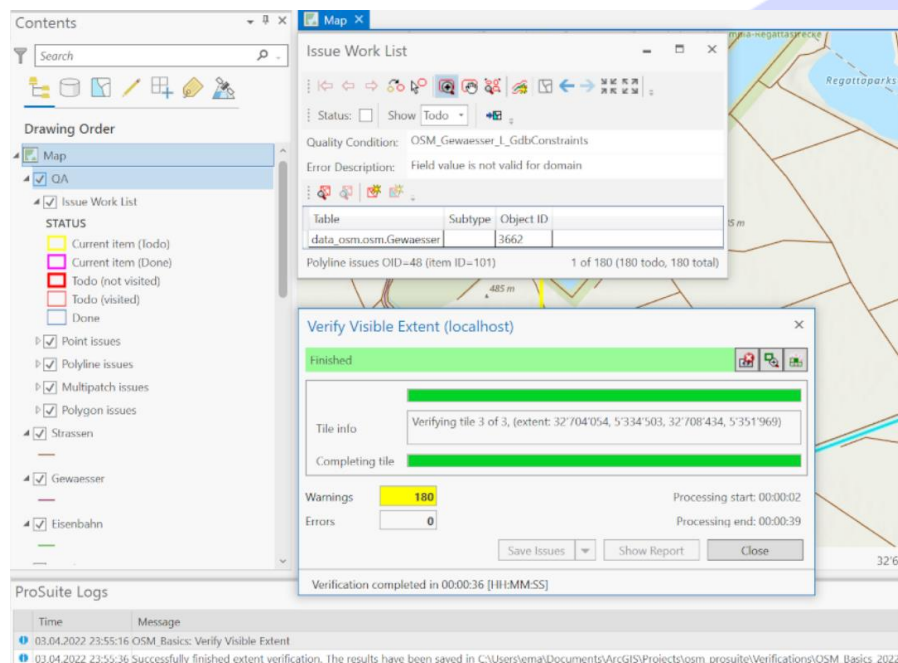 Contents
Search
Drawing Order
Map
QA
Issue Work List
STATUS
Current item (Todo)
Current item (Done)
Todo (not visited)
Todo (visited)
Done
Point issues
Polyline issues
Multipatch issues
Polygon issues
Strassen
Gewaesser
Eisenbahn
Map
Issue Work List
Status: Show Todo
Quality Condition: OSM_Gewaesser_L_GdbConstraints
Error Description: Field value is not valid for domain
Table Subtype Object ID
data_osm.osm.Gewaesser 3662
Polyline issues OID=48 (item ID=101) 1 of 180 (180 todo, 180 total)
Regattaparks
5 m
485 m
Verify Visible Extent (localhost)
Finished
Tile info Verifying tile 3 of 3, (extent: 32'704'054, 5'334'503, 32'708'434, 5'351'969)
Completing tile
Warnings 180 Processing start: 00:00:02
Errors 0 Processing end: 00:00:39
Save Issues Show Report Close
Verification completed in 00:00:36 [HH:MM:SS]
32'6
ProSuite Logs
Time Message
03.04.2022 23:55:16 OSM_Basics: Verify Visible Extent
03.04.2022 23:55:36 Successfully finished extent verification. The results have been saved in C:\Users\ema\Documents\ArcGIS\Projects\osm_prosuite\Verifications\OSM_Basics_2022